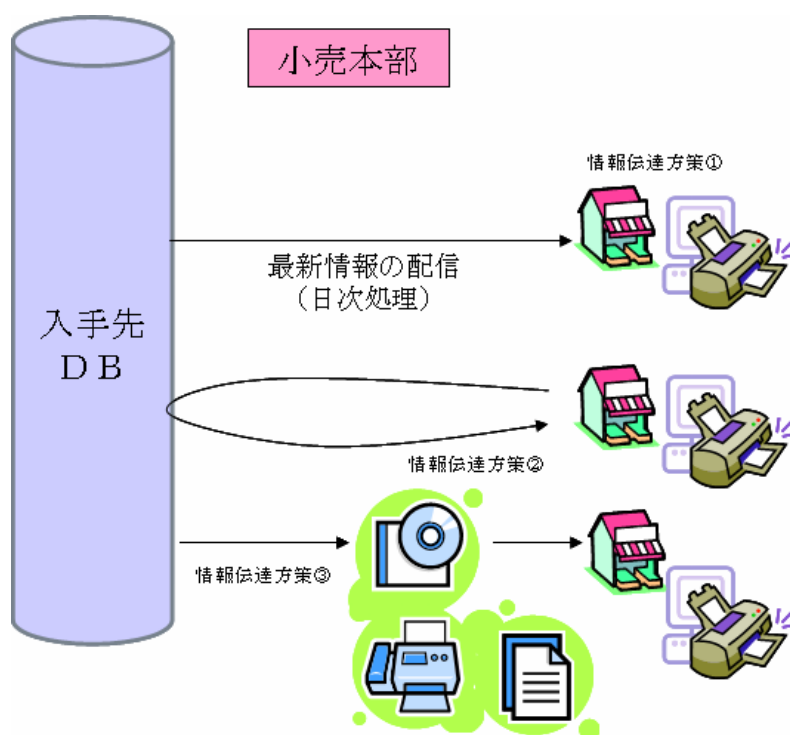 小売本部
情報伝達方策①
最新情報の配信
（日次処理）
入手先
ＤＢ
情報伝達方策②
情報伝達方策③